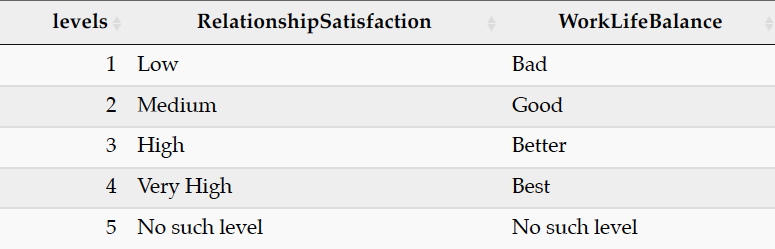 levels RelationshipSatisfaction WorkLifeBalance
1 Low Bad
2 Medium Good
3 High Better
4 Very High Best
5 No such level No such level